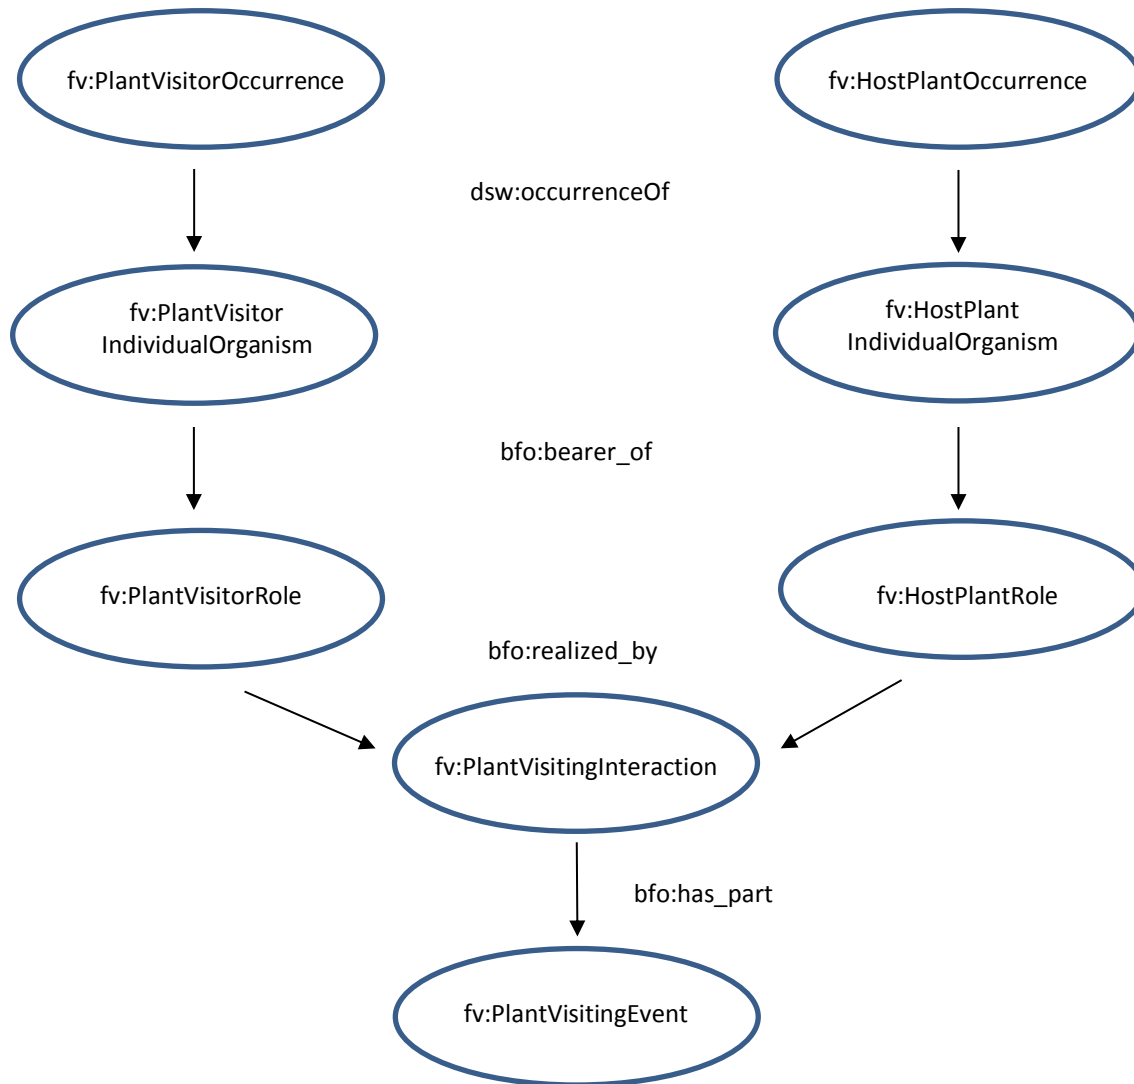 fv:PlantVisitorOccurrence
fv:HostPlantOccurrence
dsw:occurrenceOf
fv:PlantVisitor
IndividualOrganism
fv:HostPlant
IndividualOrganism
bfo:bearer_of
fv:PlantVisitorRole
fv:HostPlantRole
bfo:realized_by
fv:PlantVisitingInteraction
bfo:has_part
fv:PlantVisitingEvent